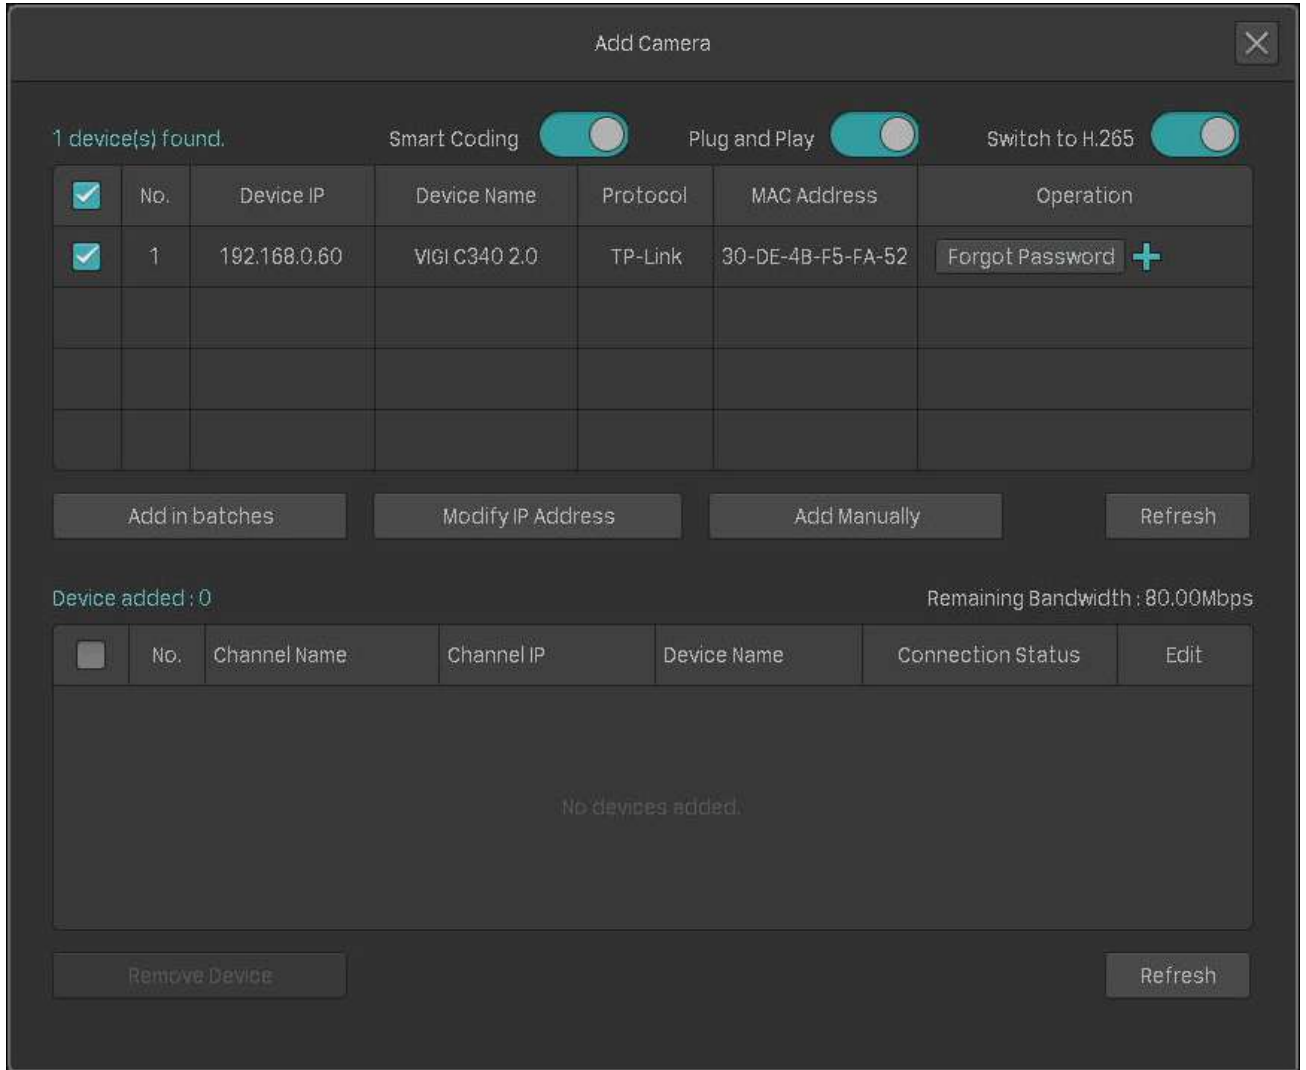 Add Camera
1 device(s) found. Smart Coding Plug and Play Switch to H.265
No. Device IP Device Name Protocol MAC Address Operation
1 192.168.0.60 VIGI C340 2.0 TP-Link 30-DE-4B-F5-FA-52 Forgot Password
Add in batches Modify IP Address Add Manually Refresh
Device added : 0 Remaining Bandwidth : 80.00Mbps
No. Channel Name Channel IP Device Name Connection Status Edit
No devices added.
Remove Device Refresh